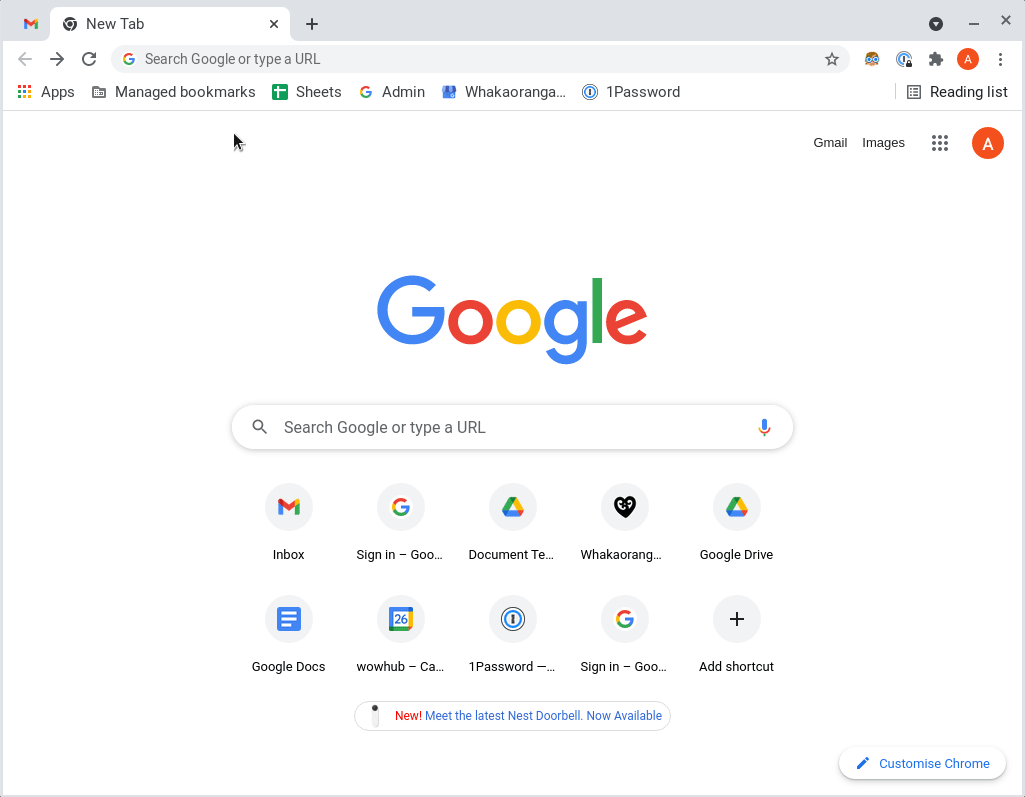 New Tab
Search Google or type a URL
A
Apps
Managed bookmarks
Sheets
Admin
Whakaoranga...
1Password
Reading list
Gmail
Images
A
Google
Search Google or type a URL
Inbox
Sign in – Goo...
Document Te...
Whakaorang...
Google Drive
26
Google Docs
wowhub – Ca...
1Password —...
Sign in – Goo...
Add shortcut
New! Meet the latest Nest Doorbell. Now Available
Customise Chrome